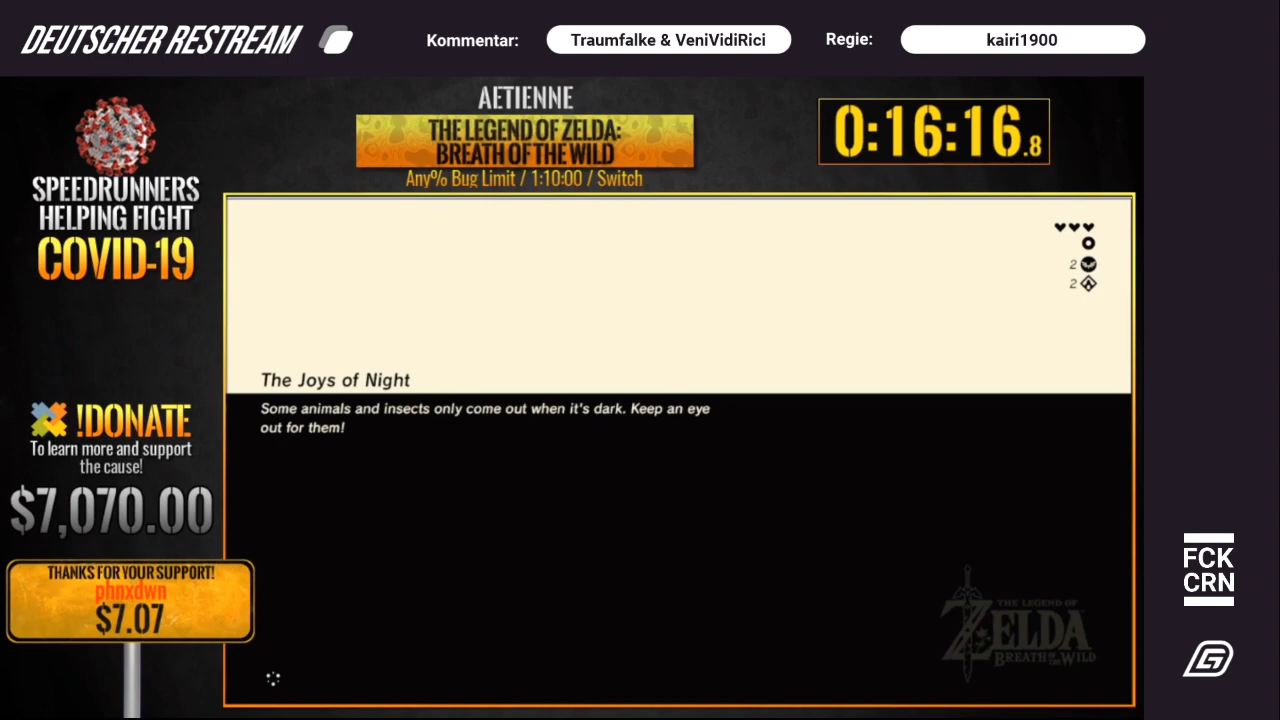 DEUTSCHER RESTREAM
Kommentar:
Traumfalke & VeniVidiRici
Regie:
kairi1900
AETIENNE
THE LEGEND OF ZELDA:
BREATH OF THE WILD
Any% Bug Limit / 1:10:00 / Switch
0:16:16.8
SPEEDRUNNERS
HELPING FIGHT
COVID-19
2
2
The Joys of Night
Some animals and insects only come out when it's dark. Keep an eye
out for them!
!DONATE
To learn more and support
the cause!
$7,070.00
THANKS FOR YOUR SUPPORT!
phnxdwn
$7.07
THE LEGEND OF
ZELDA
BREATH OF THE WILD
FCK
CRN
G